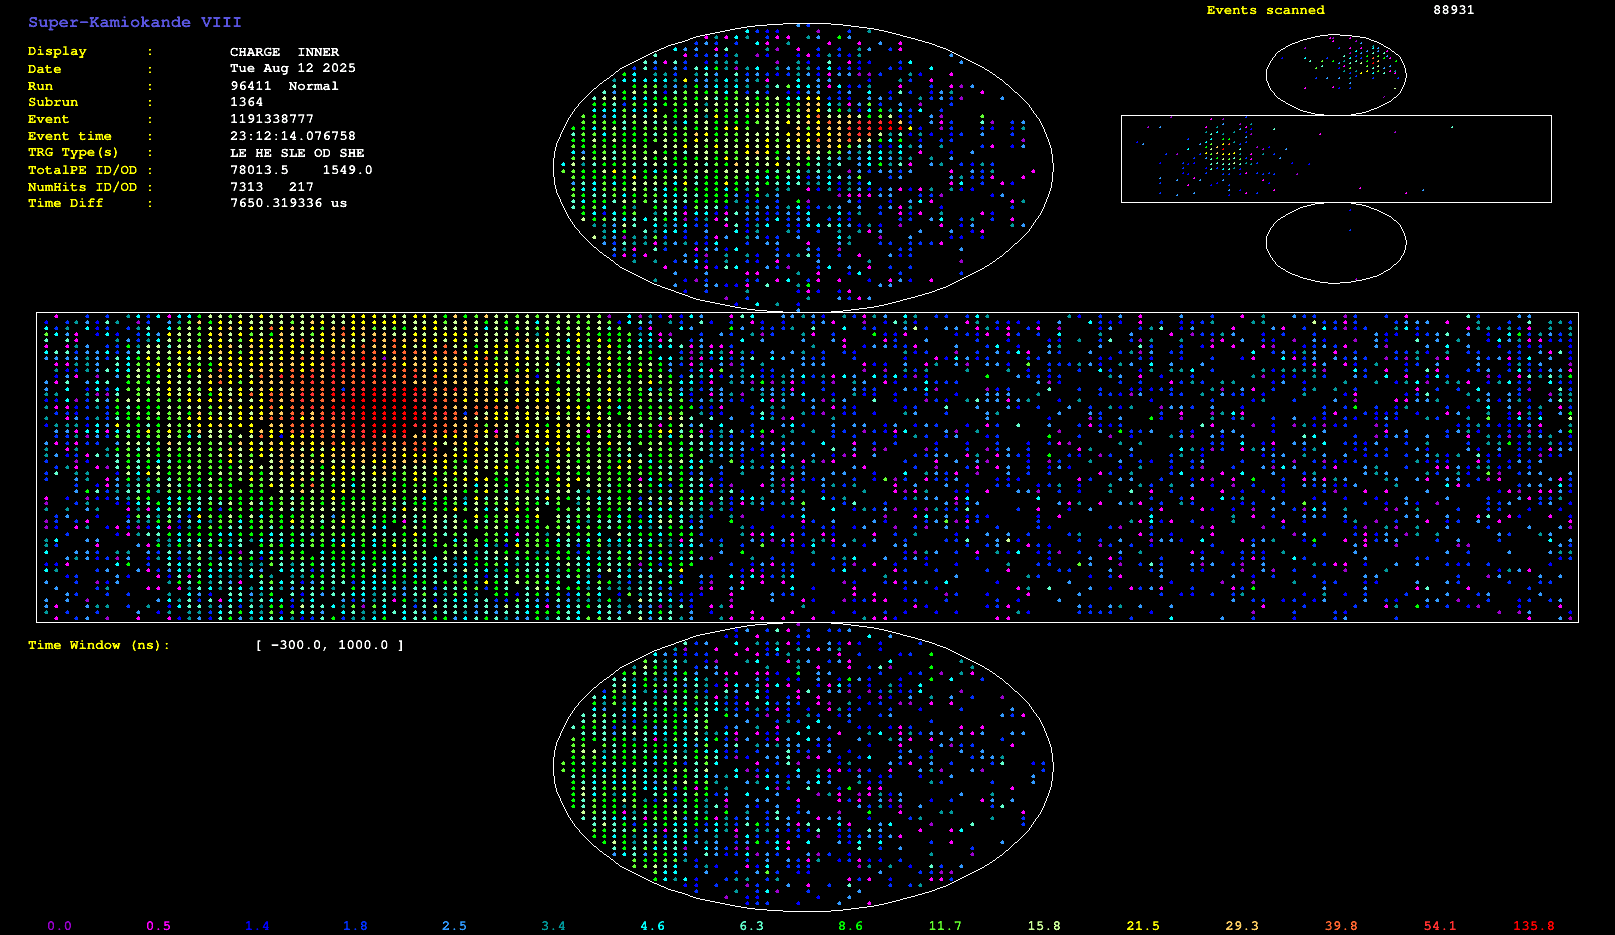 Super-Kamiokande VIII
Events scanned 88931
Display : CHARGE INNER
Date : Tue Aug 12 2025
Run : 96411 Normal
Subrun : 1364
Event : 1191338777
Event time : 23:12:14.076758
TRG Type(s) : LE HE SLE OD SHE
TotalPE ID/OD : 78013.5 1549.0
NumHits ID/OD : 7313 217
Time Diff : 7650.319336 us
Time Window (ns): [ -300.0, 1000.0 ]
0.0 0.5 1.4 1.8 2.5 3.4 4.6 6.3 8.6 11.7 15.8 21.5 29.3 39.8 54.1 135.8